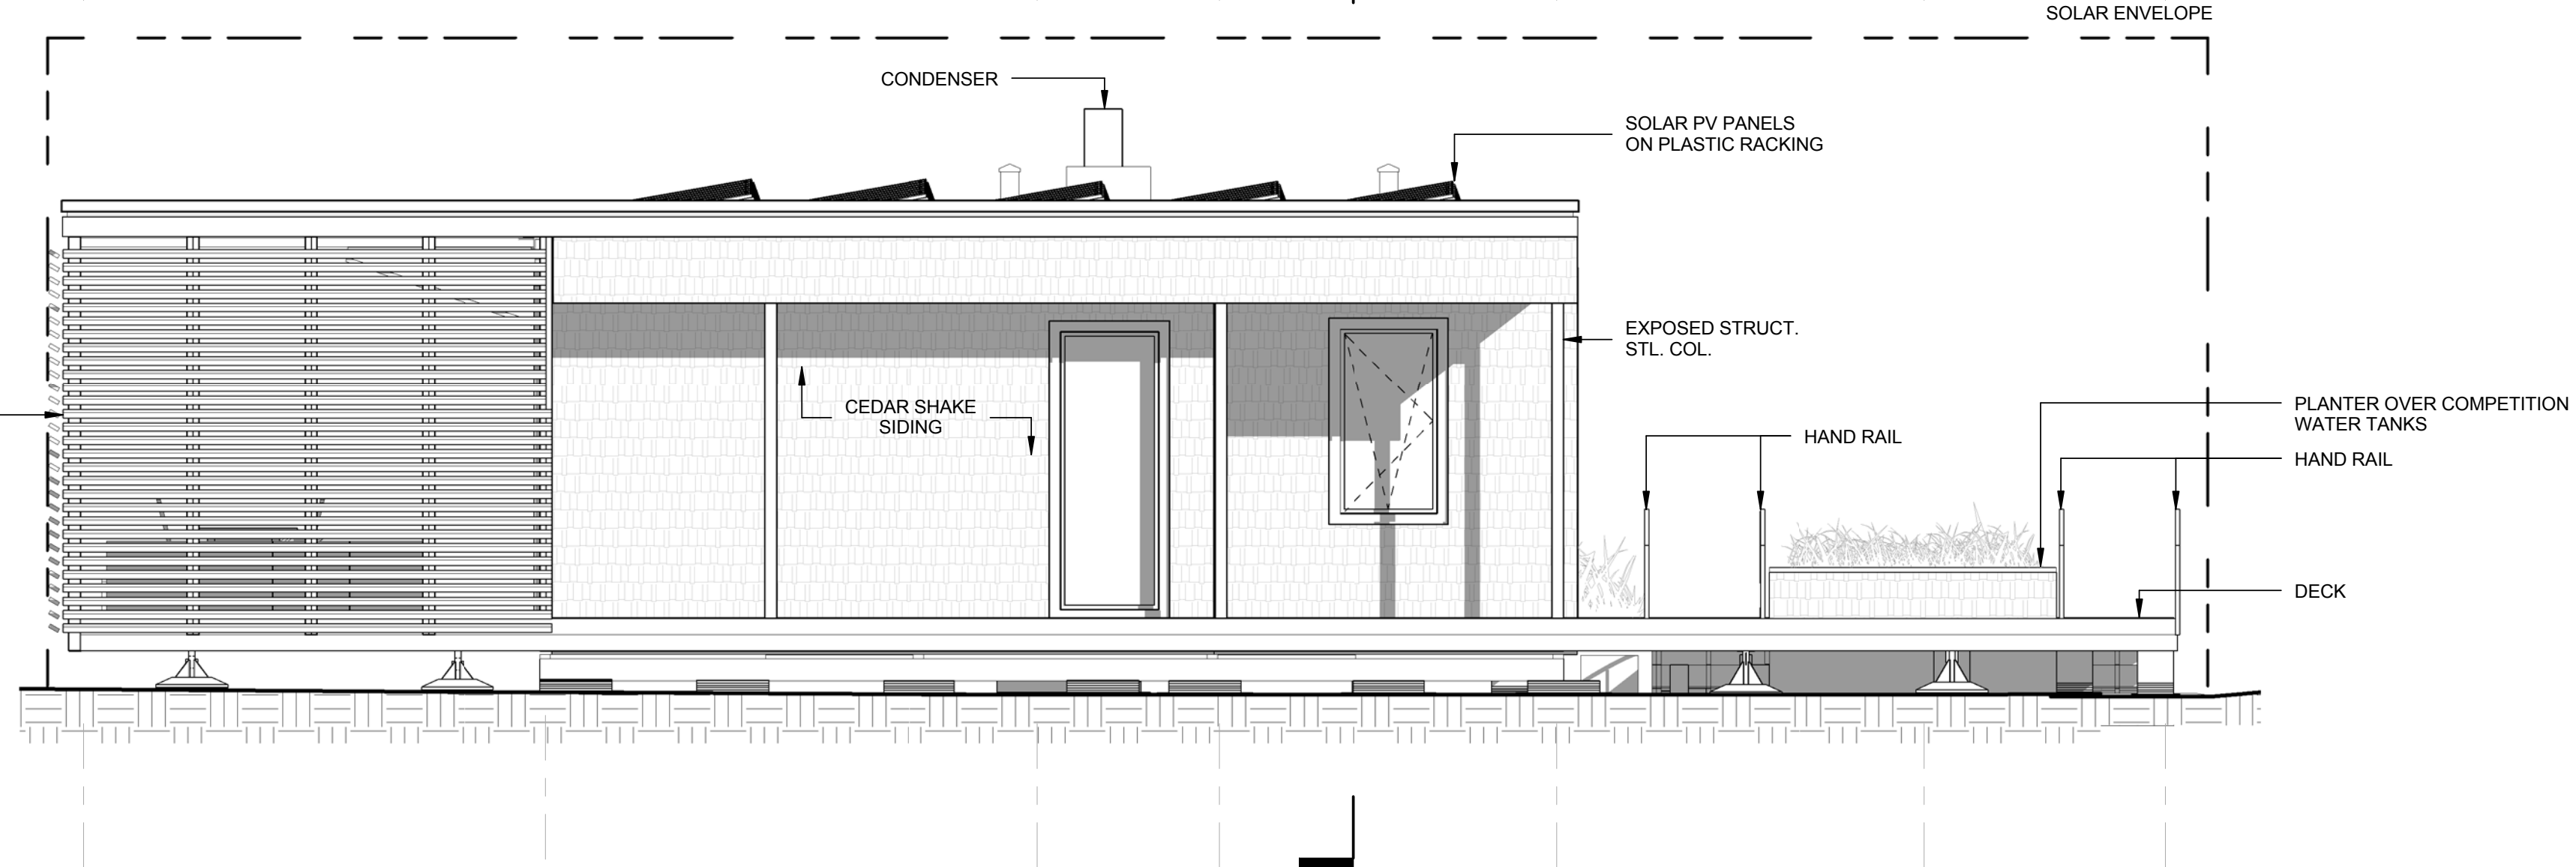 SOLAR ENVELOPE
CONDENSER
SOLAR PV PANELS
ON PLASTIC RACKING
EXPOSED STRUCT.
STL. COL.
CEDAR SHAKE
SIDING
HAND RAIL
PLANTER OVER COMPETITION
WATER TANKS
HAND RAIL
DECK